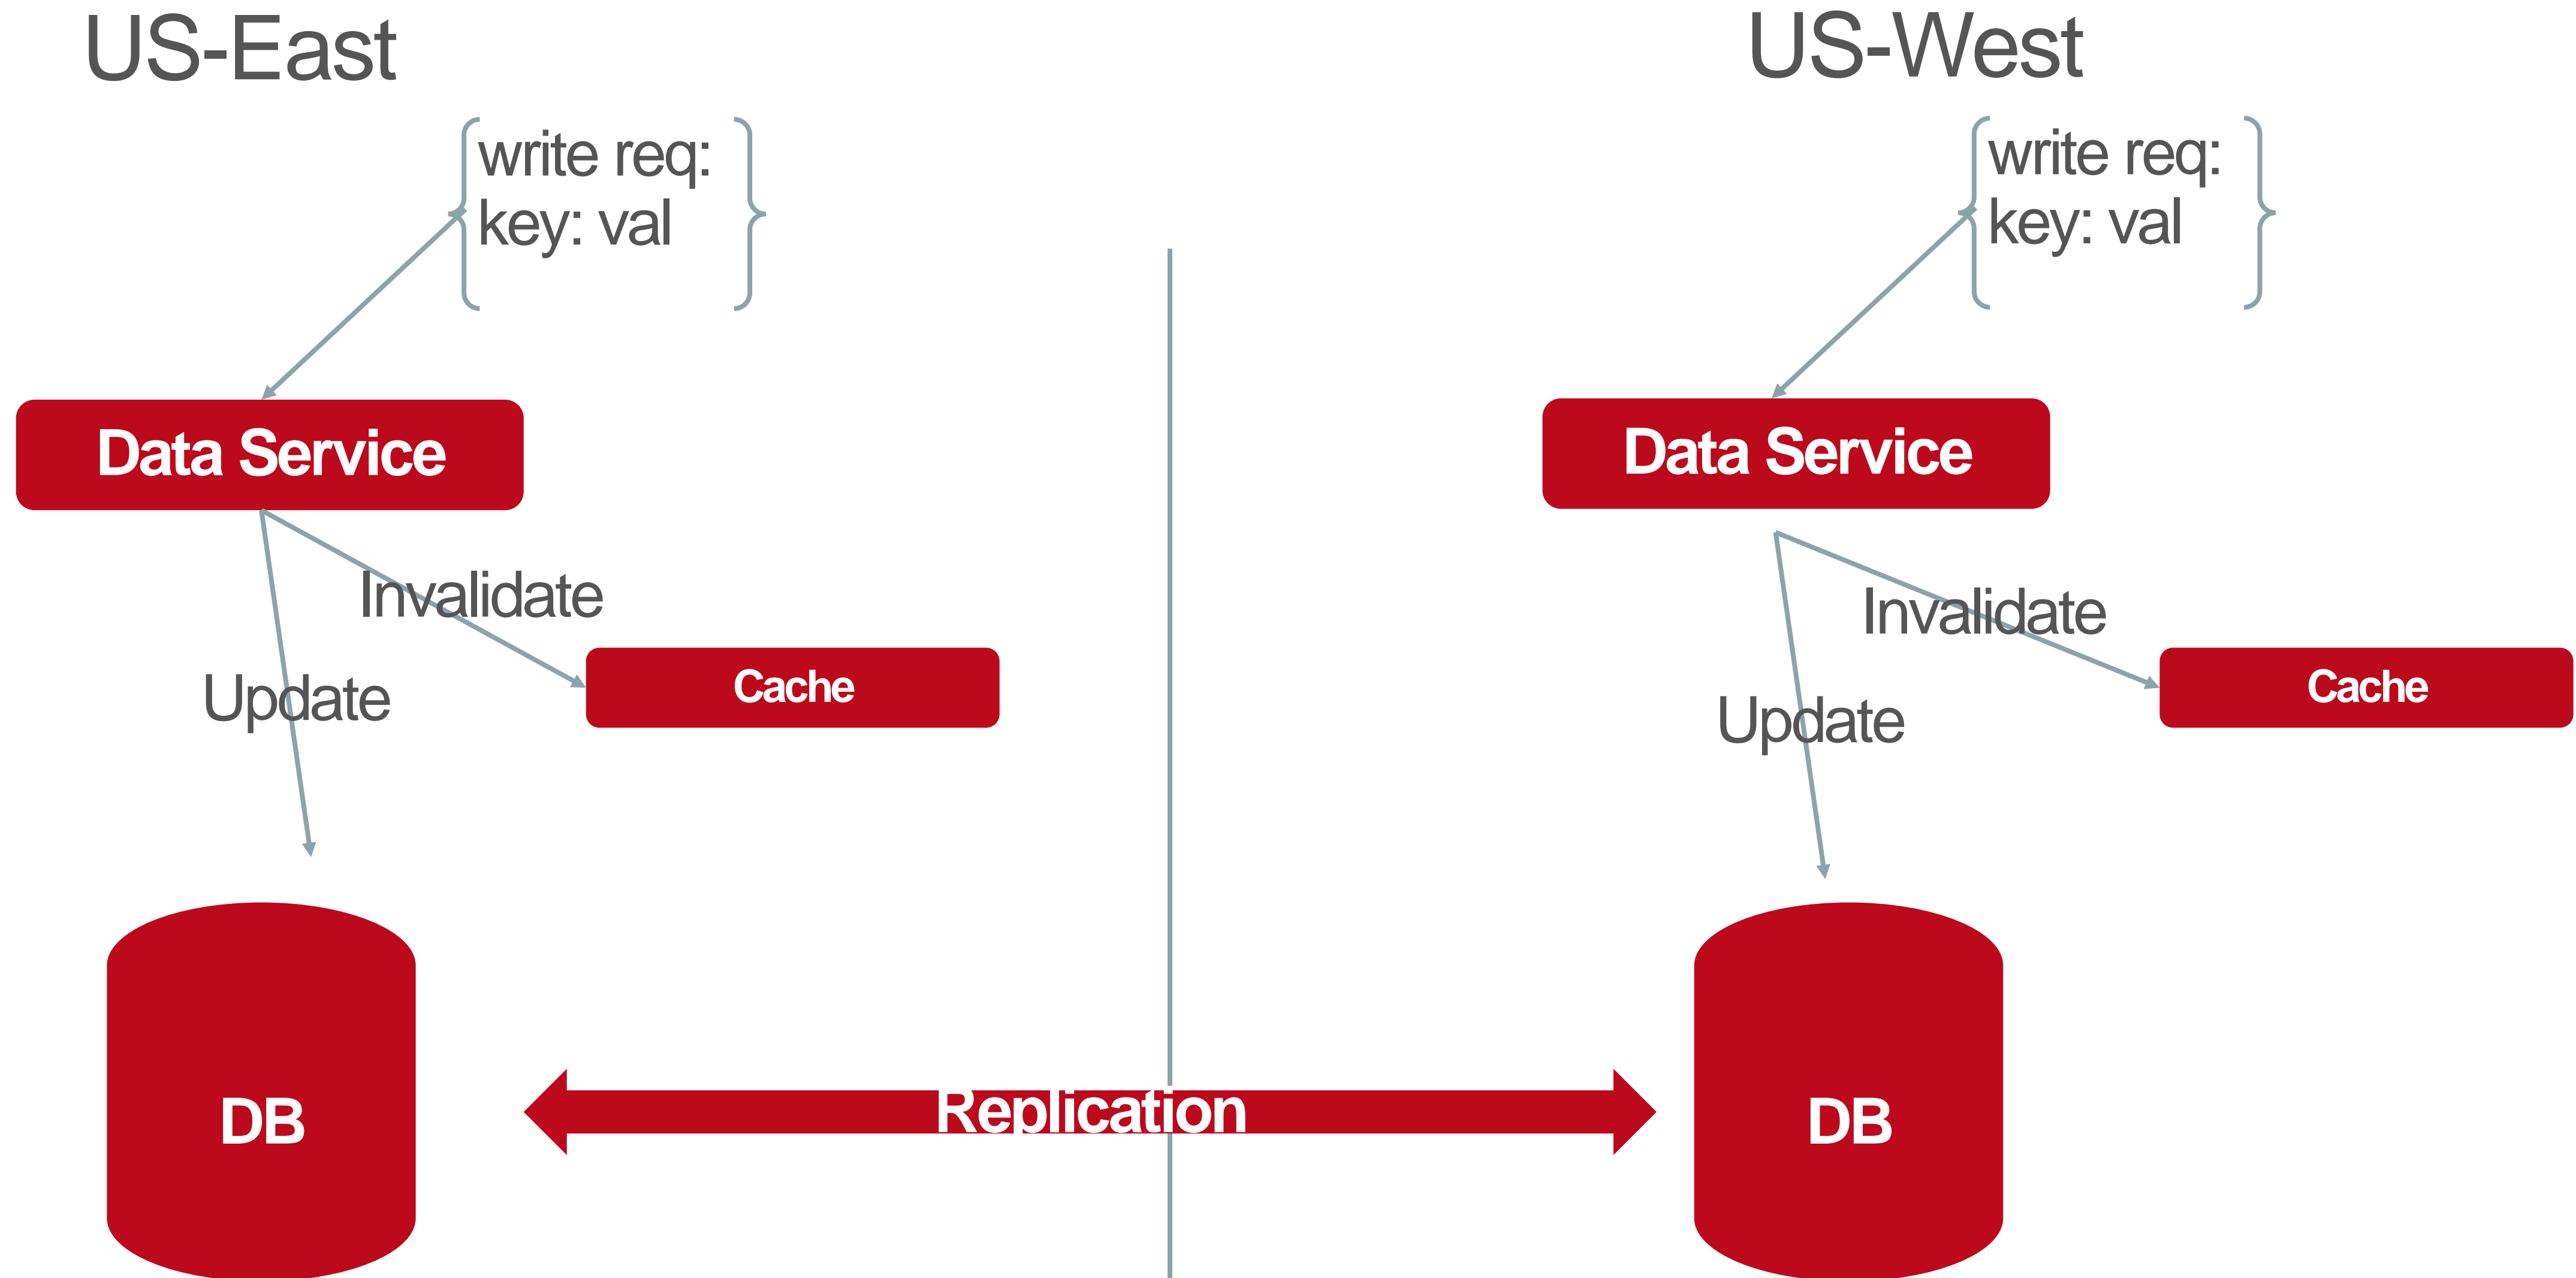 US-East
US-West
write req:
key: val
write req:
key: val
Data Service
Data Service
Invalidate
Invalidate
Cache
Cache
Update
Update
Replication
DB
DB